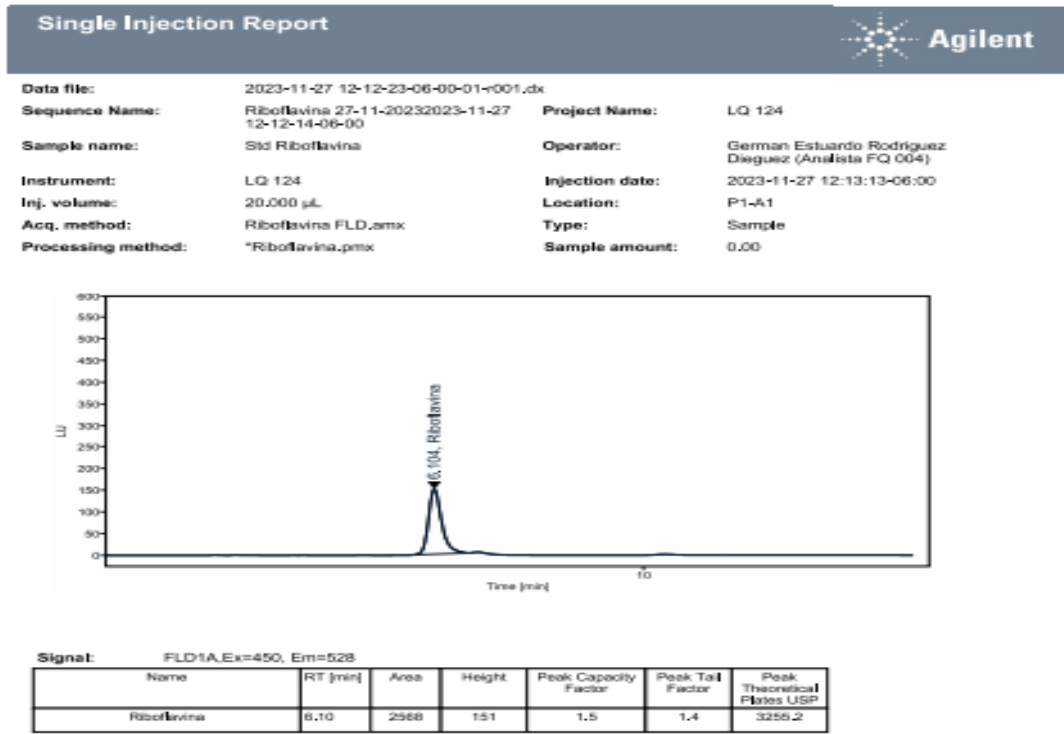 Single Injection Report
Agilent
Data file: 2023-11-27 12-12-23-06-00-01-r001.dx
Sequence Name: Riboflavina 27-11-20232023-11-27 Project Name: LQ 124
12-12-14-06-00
Sample name: Std Riboflavina Operator: German Estuardo Rodriguez
Dieguez (Analista FQ 004)
Instrument: LQ 124 Injection date: 2023-11-27 12:13:13-06:00
Inj. volume: 20.000 µL Location: P1-A1
Acq. method: Riboflavina FLD.amx Type: Sample
Processing method: *Riboflavina.pmx Sample amount: 0.00
600
550
500
450
400
350
300
250
200
150
100
50
0
LU
6.104, Riboflavina
10
Time [min]
Signal: FLD1A,Ex=450, Em=528
Name RT [min] Area Height Peak Capacity Peak Tail Peak
Factor Factor Theoretical
Plates USP
Riboflavina 6.10 2568 151 1.5 1.4 3255.2